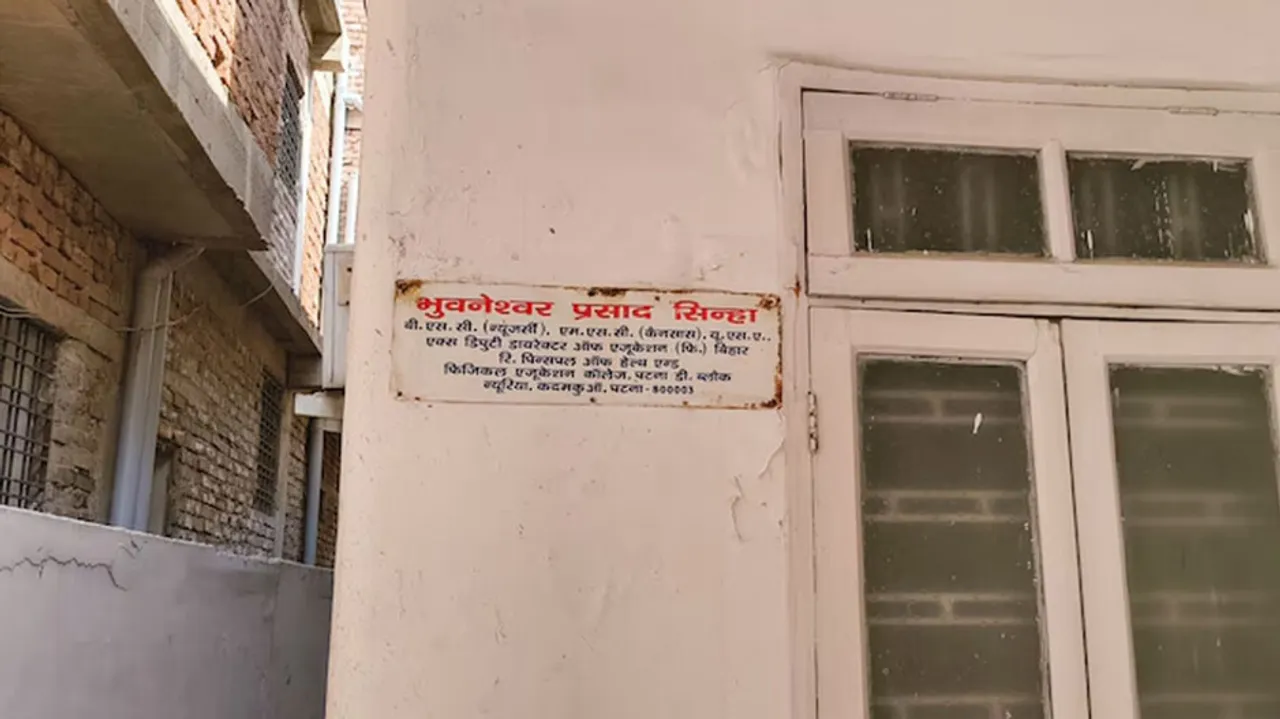 भुवनेश्वर प्रसाद सिन्हा
बी.एस.सी. (न्यूजर्सी), एम.एस.सी. (कैनसास), यू.एस.ए.,
एक्स डिपुटी डायरेक्टर ऑफ एजूकेशन (फि.) बिहार
रि. प्रिन्सपल ऑफ हेल्थ एण्ड
फिजिकल एजूकेशन कॉलेज, पटना डी. ब्लोक
न्यूरिया, कदमकुआँ, पटना-800003